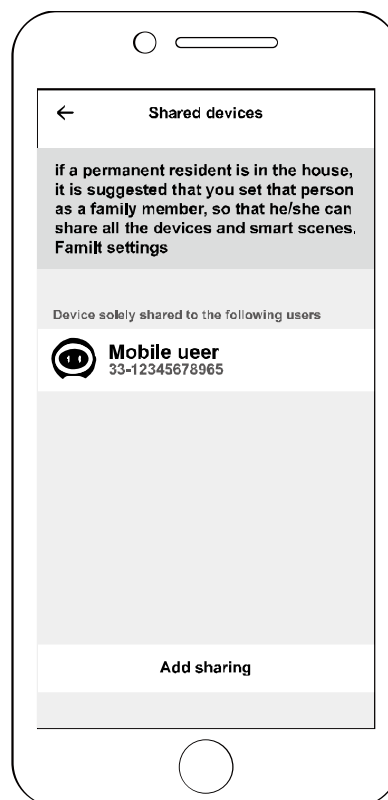 Shared devices
if a permanent resident is in the house,
it is suggested that you set that person
as a family member, so that he/she can
share all the devices and smart scenes.
Familt settings
Device solely shared to the following users
Mobile ueer
33-12345678965
Add sharing